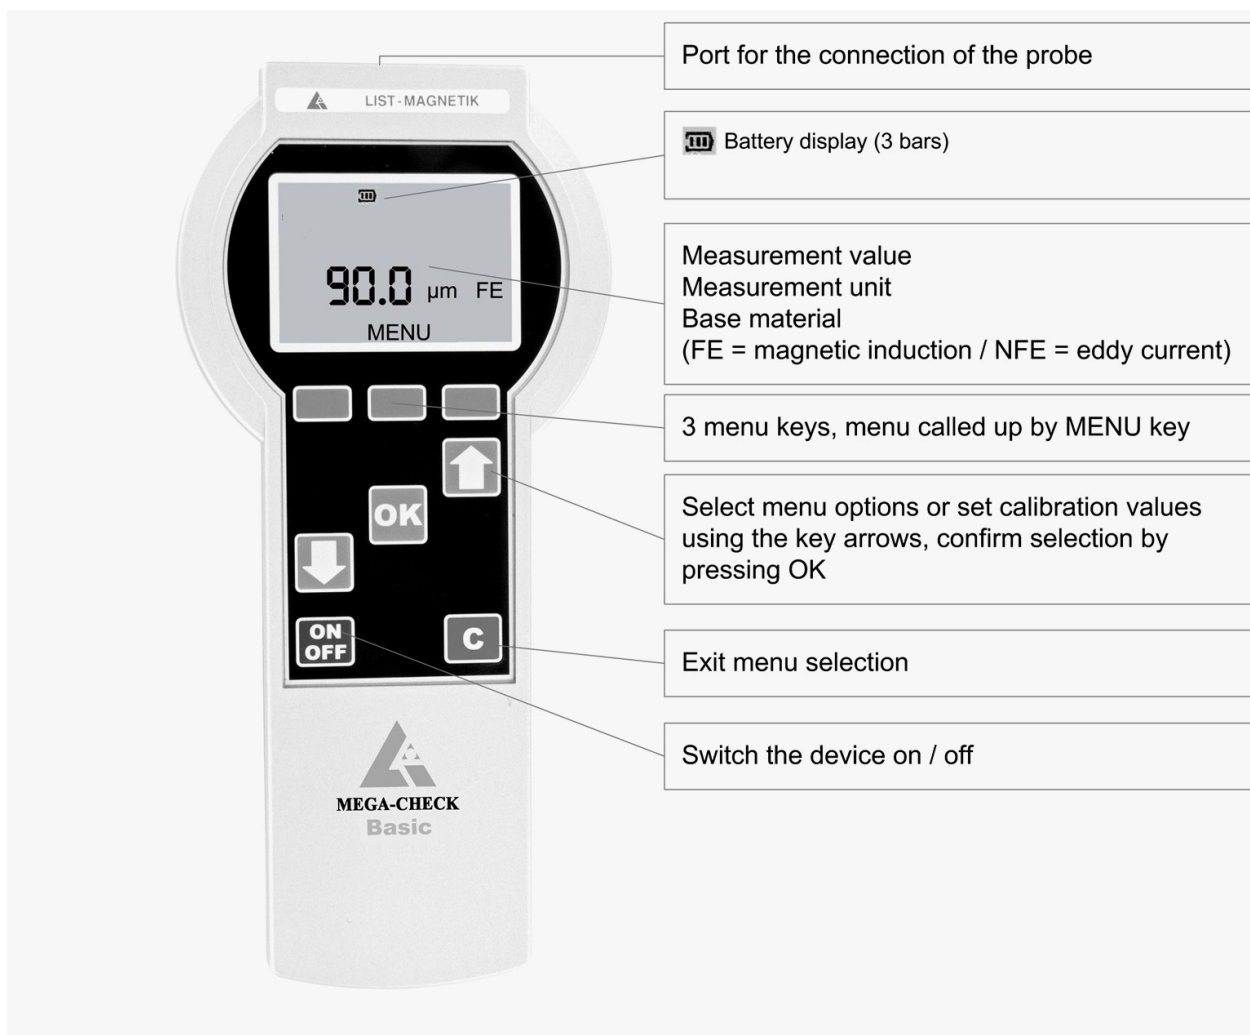 Port for the connection of the probe
LIST-MAGNETIK
Battery display (3 bars)
Measurement value
Measurement unit
Base material
(FE = magnetic induction / NFE = eddy current)
90.0 µm FE
MENU
3 menu keys, menu called up by MENU key
Select menu options or set calibration values
using the key arrows, confirm selection by
pressing OK
OK
ON
OFF
C
Exit menu selection
Switch the device on / off
MEGA-CHECK
Basic